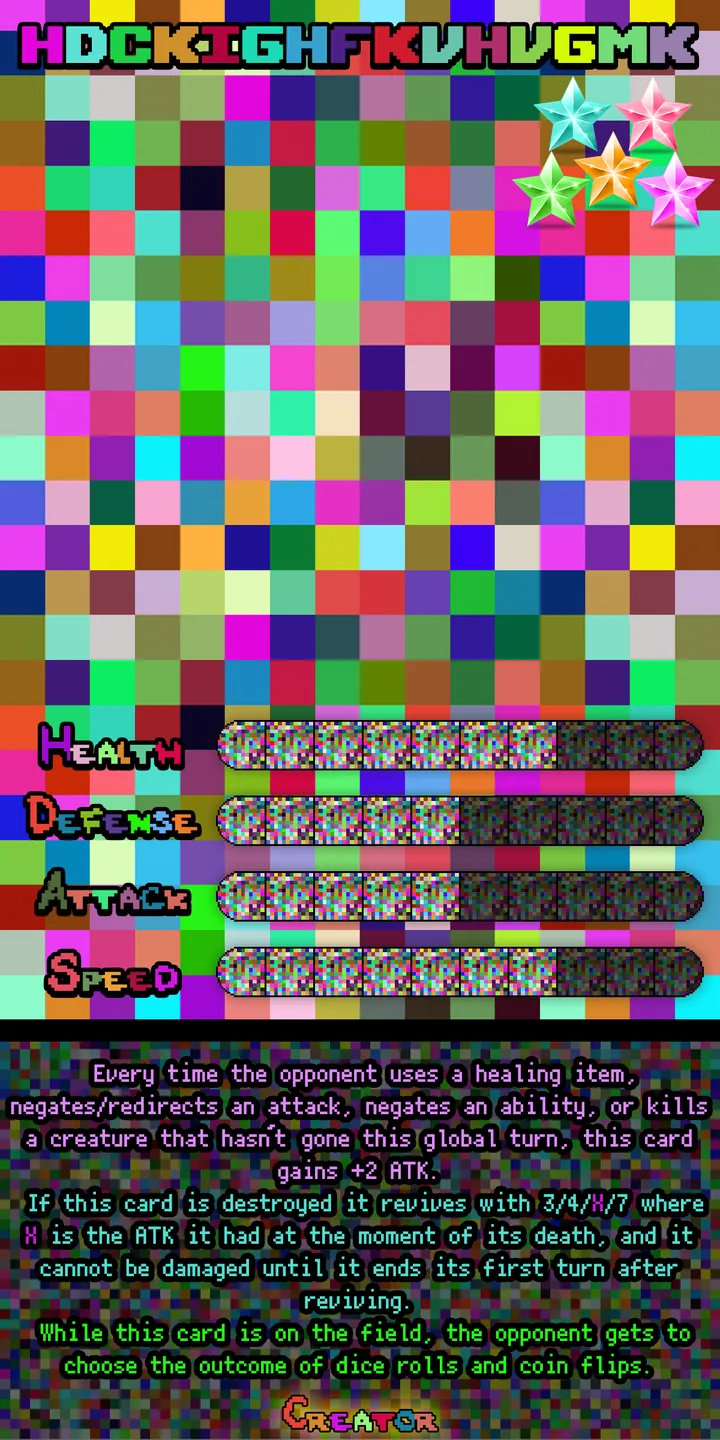 HDCKIGHFKVHVGMK
Health
Defense
Attack
Speed
Every time the opponent uses a healing item,
negates/redirects an attack, negates an ability, or kills
a creature that hasn't gone this global turn, this card
gains +2 ATK.
If this card is destroyed it revives with 3/4/X/7 where
X is the ATK it had at the moment of its death, and it
cannot be damaged until it ends its first turn after
reviving.
While this card is on the field, the opponent gets to
choose the outcome of dice rolls and coin flips.
Creator